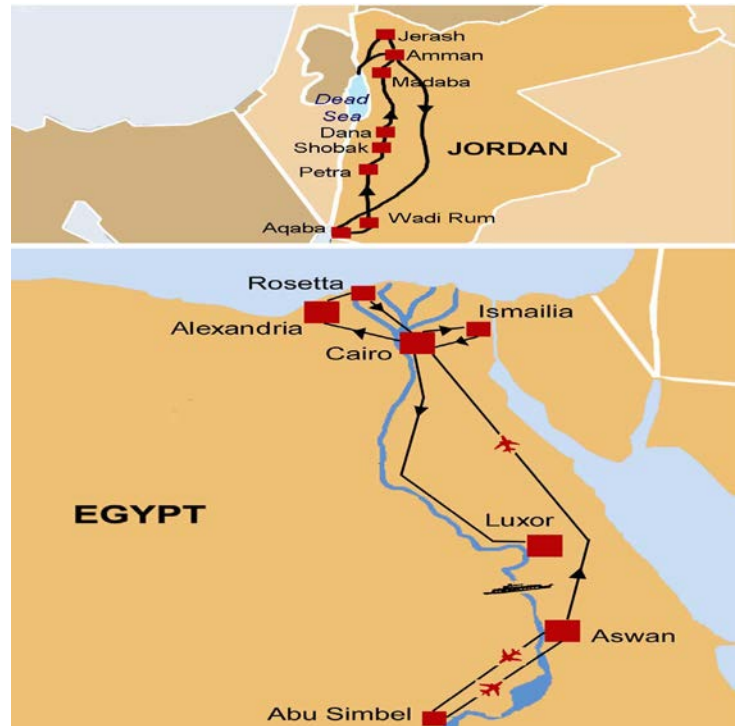 Jerash
Amman
Madaba
Dead
Sea
Dana
Shobak
JORDAN
Petra
Wadi Rum
Aqaba
Rosetta
Ismailia
Alexandria
Cairo
EGYPT
Luxor
Aswan
Abu Simbel